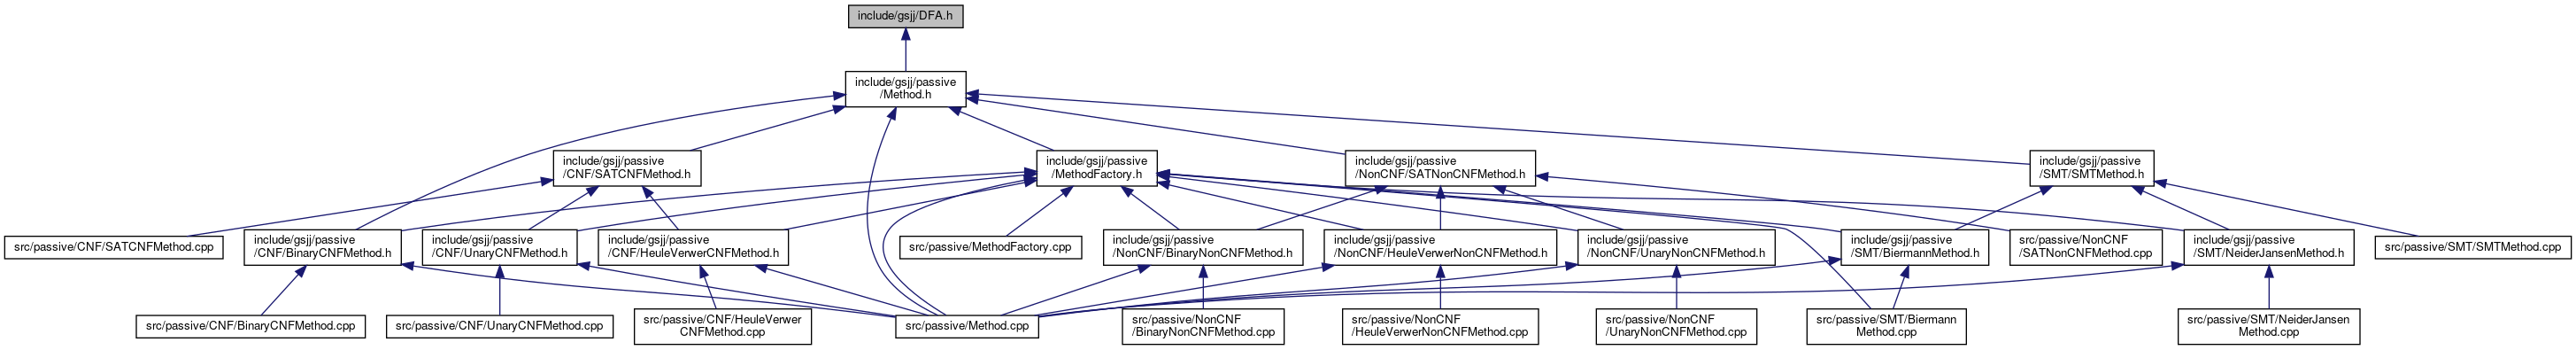 include/gsjj/DFA.h
include/gsjj/passive
/Method.h
include/gsjj/passive
/CNF/SATCNFMethod.h
include/gsjj/passive
/MethodFactory.h
include/gsjj/passive
/NonCNF/SATNonCNFMethod.h
include/gsjj/passive
/SMT/SMTMethod.h
src/passive/CNF/SATCNFMethod.cpp
include/gsjj/passive
/CNF/BinaryCNFMethod.h
include/gsjj/passive
/CNF/UnaryCNFMethod.h
include/gsjj/passive
/CNF/HeuleVerwerCNFMethod.h
src/passive/MethodFactory.cpp
include/gsjj/passive
/NonCNF/BinaryNonCNFMethod.h
include/gsjj/passive
/NonCNF/HeuleVerwerNonCNFMethod.h
include/gsjj/passive
/NonCNF/UnaryNonCNFMethod.h
include/gsjj/passive
/SMT/BiermannMethod.h
src/passive/NonCNF
/SATNonCNFMethod.cpp
include/gsjj/passive
/SMT/NeiderJansenMethod.h
src/passive/SMT/SMTMethod.cpp
src/passive/CNF/BinaryCNFMethod.cpp
src/passive/CNF/UnaryCNFMethod.cpp
src/passive/CNF/HeuleVerwer
CNFMethod.cpp
src/passive/Method.cpp
src/passive/NonCNF
/BinaryNonCNFMethod.cpp
src/passive/NonCNF
/HeuleVerwerNonCNFMethod.cpp
src/passive/NonCNF
/UnaryNonCNFMethod.cpp
src/passive/SMT/Biermann
Method.cpp
src/passive/SMT/NeiderJansen
Method.cpp